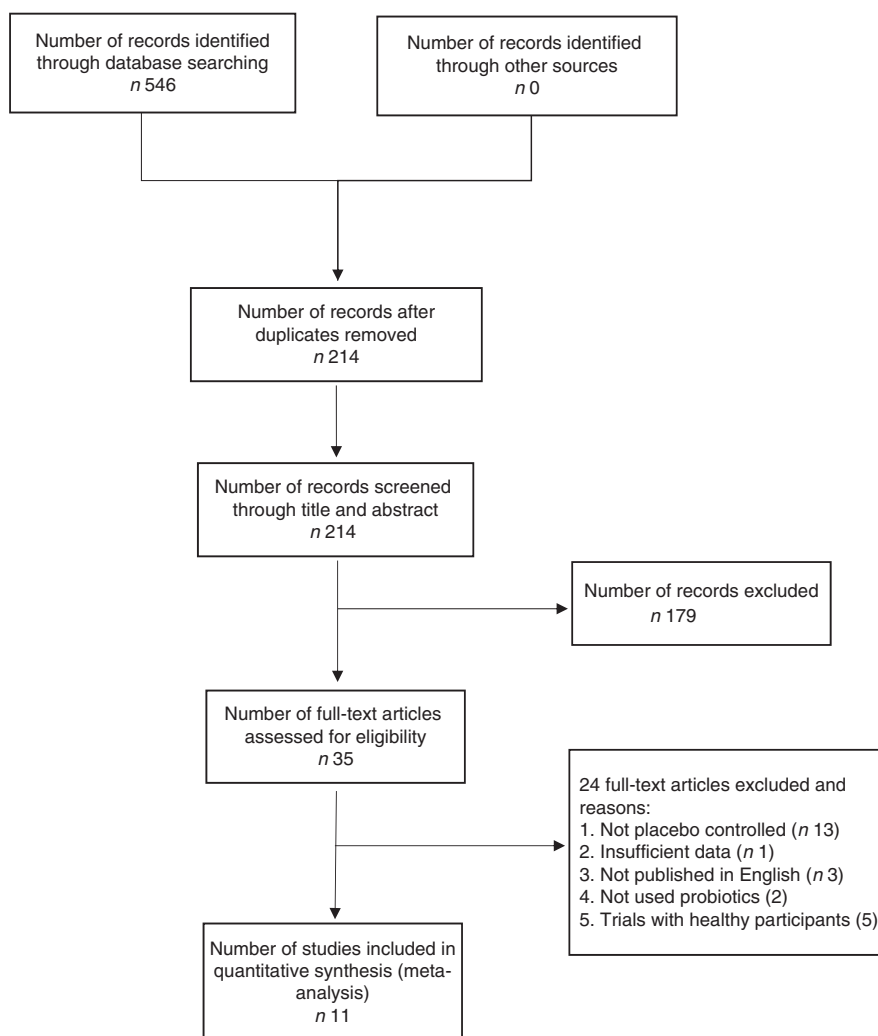 Number of records identified
through database searching
n 546
Number of records identified
through other sources
n 0
Number of records after
duplicates removed
n 214
Number of records screened
through title and abstract
n 214
Number of records excluded
n 179
Number of full-text articles
assessed for eligibility
n 35
24 full-text articles excluded and
reasons:
1. Not placebo controlled (n 13)
2. Insufficient data (n 1)
3. Not published in English (n 3)
4. Not used probiotics (2)
5. Trials with healthy participants (5)
Number of studies included in
quantitative synthesis (meta-
analysis)
n 11